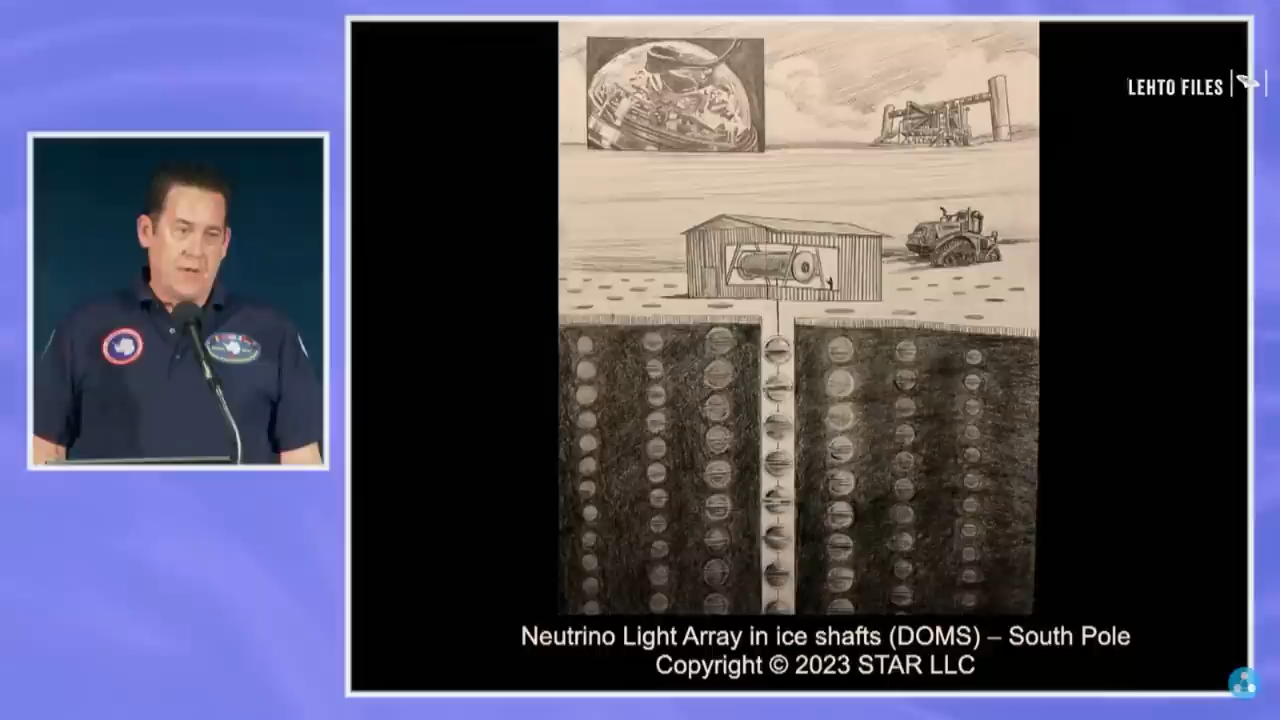 LEHTO FILES
Neutrino Light Array in ice shafts (DOMS) – South Pole
Copyright © 2023 STAR LLC